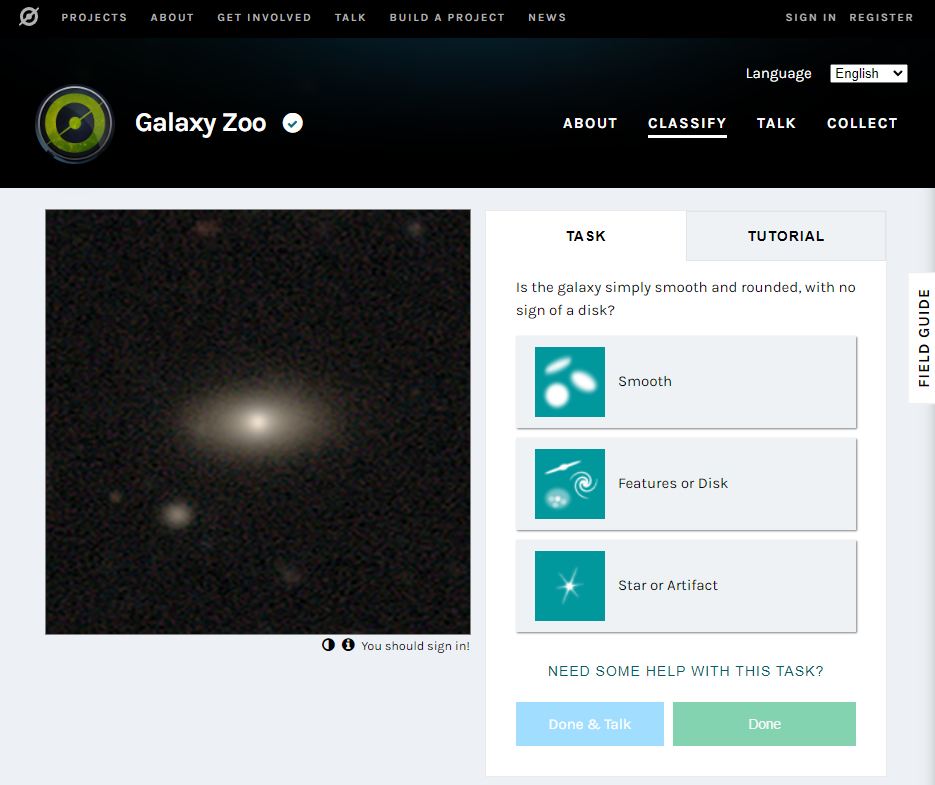 PROJECTS ABOUT GET INVOLVED TALK BUILD A PROJECT NEWS SIGN IN REGISTER
Language English
Galaxy Zoo ABOUT CLASSIFY TALK COLLECT
TASK TUTORIAL
Is the galaxy simply smooth and rounded, with no
sign of a disk?
FIELD GUIDE
Smooth
Features or Disk
Star or Artifact
You should sign in!
NEED SOME HELP WITH THIS TASK?
Done & Talk Done